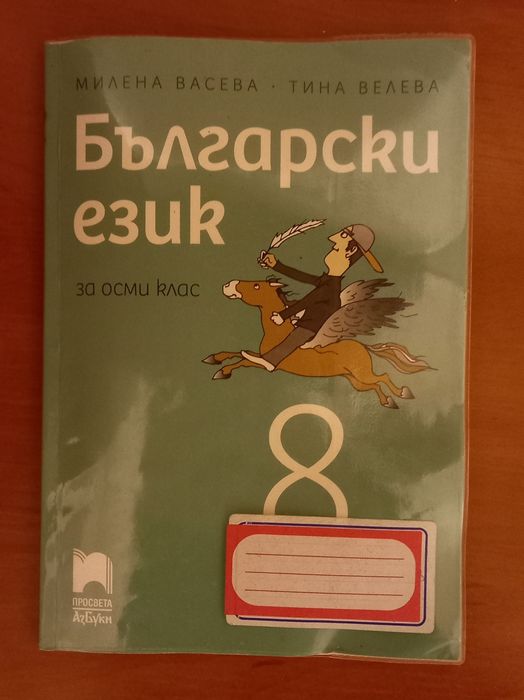 МИЛЕНА ВАСЕВА · ТИНА ВЕЛЕВА
Български
език
за осми клас
8
ПРОСВЕТА
АзБуки